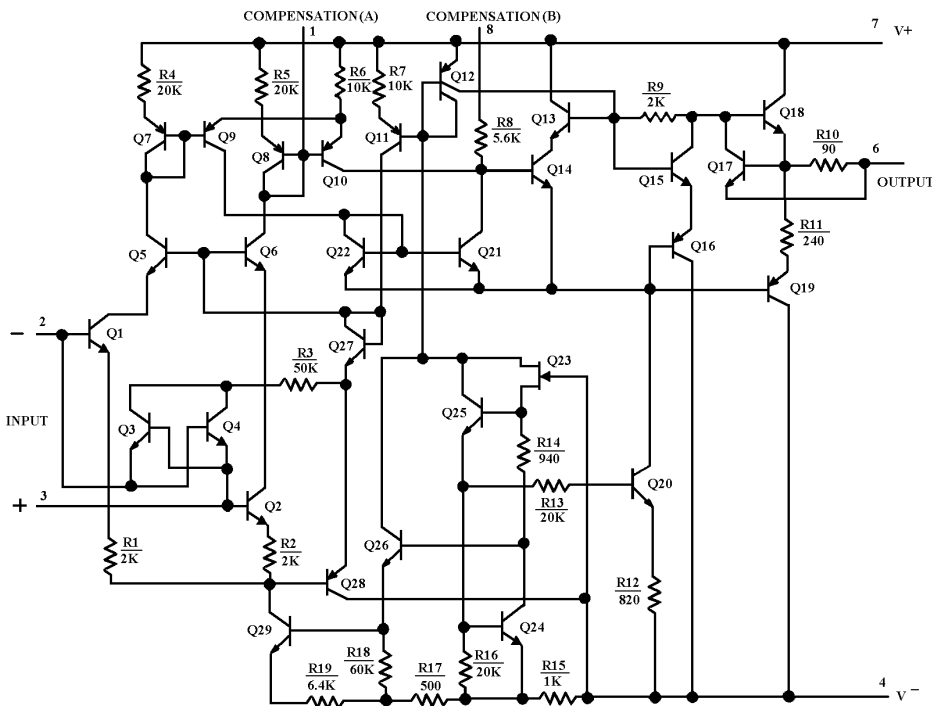 COMPENSATION(A)
1
COMPENSATION(B)
8
7
V+
R4
20K
R5
20K
R6
10K
R7
10K
Q12
R9
2K
Q18
Q7
Q9
Q8
Q10
Q11
R8
5.6K
Q13
Q14
Q15
Q17
R10
90
6
OUTPUT
Q5
Q6
Q22
Q21
Q16
R11
240
Q19
2
Q1
Q27
−
R3
50K
Q23
INPUT
Q3
Q4
Q25
R14
940
Q20
+
3
Q2
R13
20K
R1
2K
R2
2K
Q26
Q28
R12
820
Q29
Q24
R18
60K
R16
20K
R19
6.4K
R17
500
R15
1K
4
V−